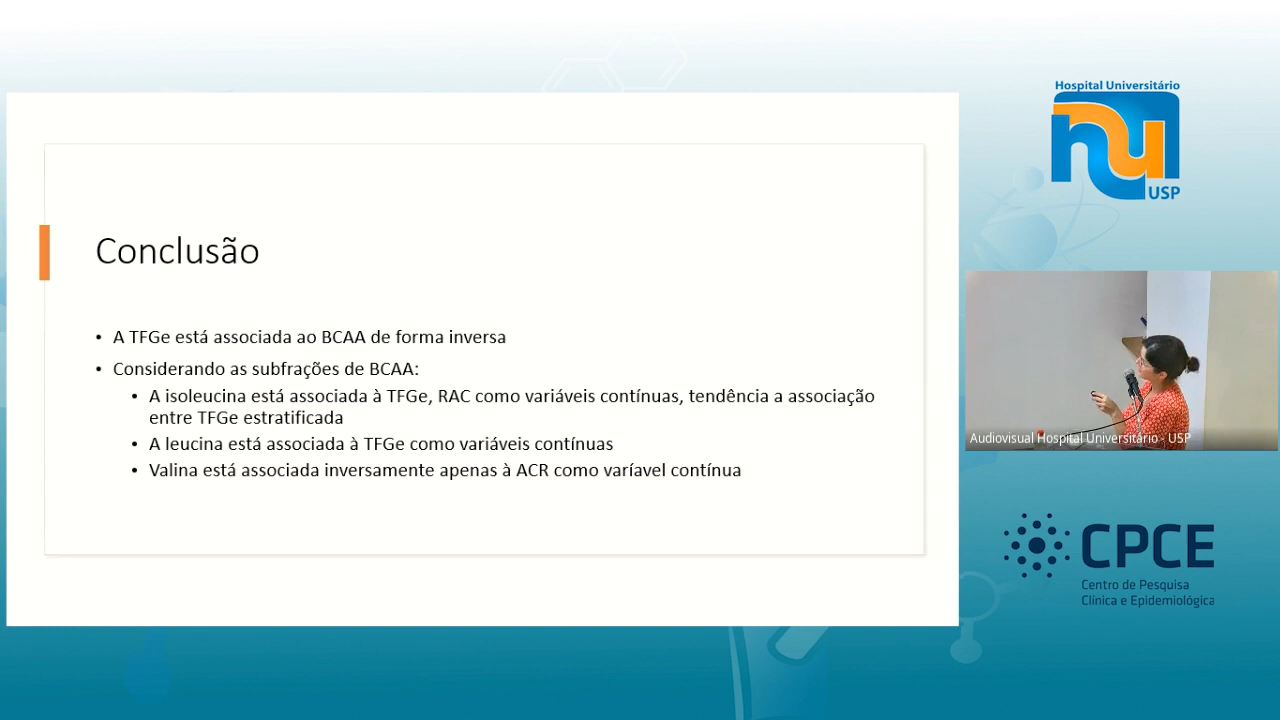 Conclusão
• A TFGe está associada ao BCAA de forma inversa
• Considerando as subfrações de BCAA:
• A isoleucina está associada à TFGe, RAC como variáveis contínuas, tendência a associação
entre TFGe estratificada
• A leucina está associada à TFGe como variáveis contínuas
• Valina está associada inversamente apenas à ACR como varíavel contínua
Hospital Universitário
hu
USP
Audiovisual Hospital Universitário - USP
CPCE
Centro de Pesquisa
Clínica e Epidemiológica